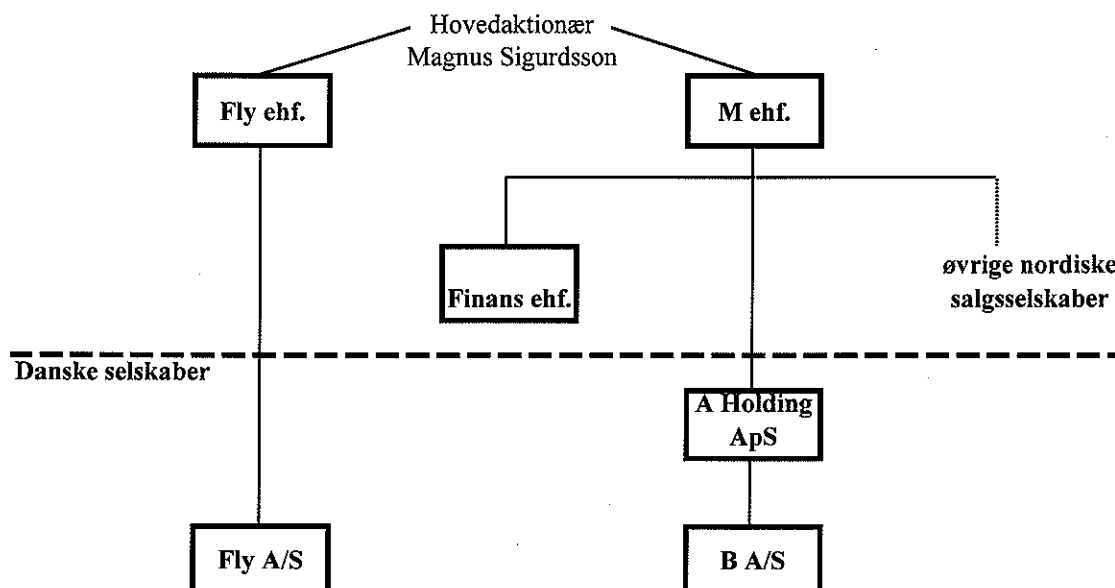 Hovedaktionær
Magnus Sigurdsson
Fly ehf.
M ehf.
Finans ehf.
øvrige nordiske
salgsselskaber
Danske selskaber
A Holding
ApS
Fly A/S
B A/S